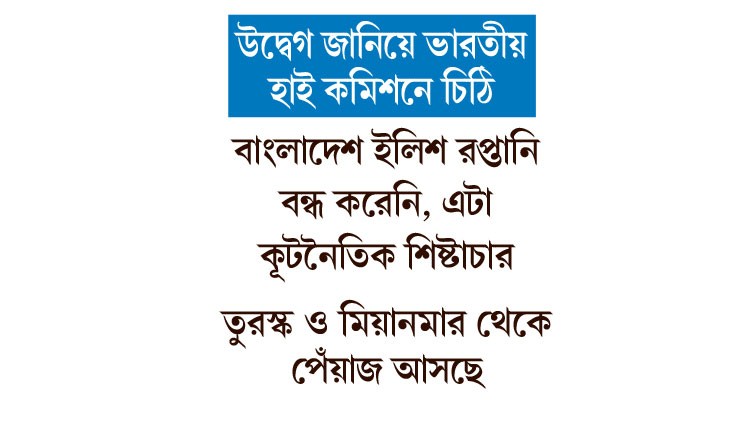 উদ্বেগ জানিয়ে ভারতীয়
হাই কমিশনে চিঠি
বাংলাদেশ ইলিশ রপ্তানি
বন্ধ করেনি, এটা
কূটনৈতিক শিষ্টাচার
তুরস্ক ও মিয়ানমার থেকে
পেঁয়াজ আসছে